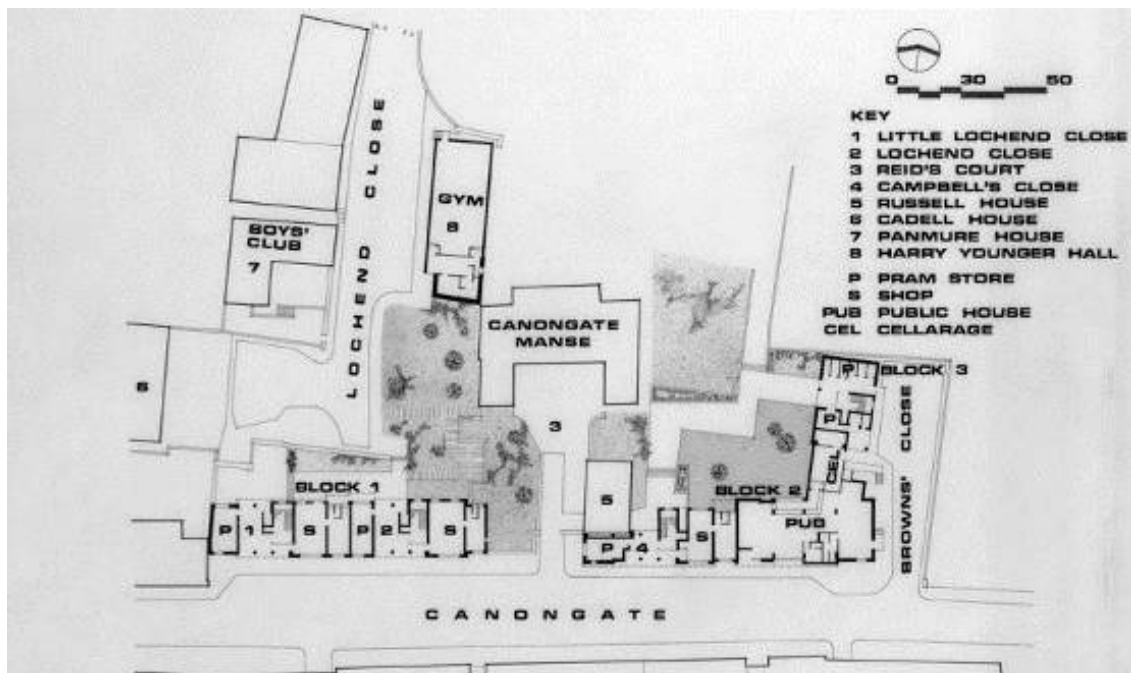 0 30 50
KEY
1 LITTLE LOCHEND CLOSE
2 LOCHEND CLOSE
3 REID'S COURT
4 CAMPBELL'S CLOSE
5 RUSSELL HOUSE
6 CADELL HOUSE
7 PANMURE HOUSE
8 HARRY YOUNGER HALL
P PRAM STORE
S SHOP
PUB PUBLIC HOUSE
CEL CELLARAGE
LOCHEND CLOSE
GYM
8
BOYS'
CLUB
7
CANONGATE
MANSE
6
3
P BLOCK 3
P
CEL
BROWNS' CLOSE
BLOCK 1
5
BLOCK 2
P 1 S P 2 S
P 4 S PUB
CANONGATE